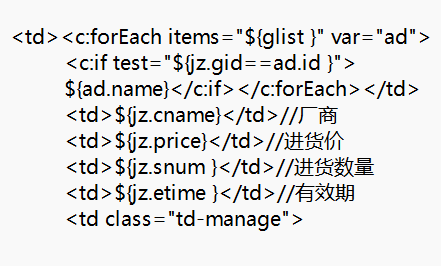 <td><c:forEach items="${glist }" var="ad">
<c:if test="${jz.gid==ad.id }">
${ad.name}</c:if></c:forEach></td>
<td>${jz.cname}</td>//厂商
<td>${jz.price}</td>//进货价
<td>${jz.snum }</td>//进货数量
<td>${jz.etime }</td>//有效期
<td class="td-manage">